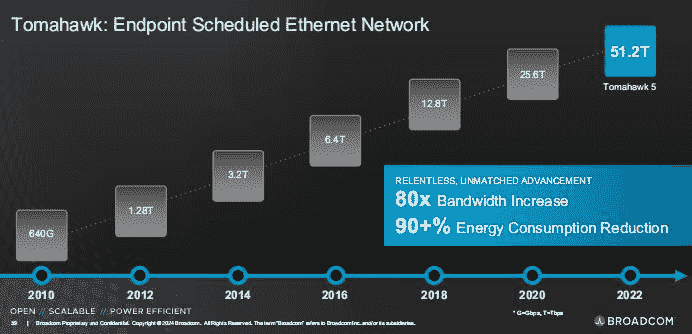 Tomahawk: Endpoint Scheduled Ethernet Network
51.2T
Tomahawk 5
25.6T
12.8T
6.4T
3.2T
1.28T
640G
RELENTLESS, UNMATCHED ADVANCEMENT
80x Bandwidth Increase
90+% Energy Consumption Reduction
2010 2012 2014 2016 2018 2020 2022
* G=Gbps, T=Tbps
OPEN // SCALABLE // POWER EFFICIENT
Broadcom Proprietary and Confidential. Copyright © 2024 Broadcom. All Rights Reserved. The term "Broadcom" refers to Broadcom Inc. and/or its subsidiaries.
BROADCOM